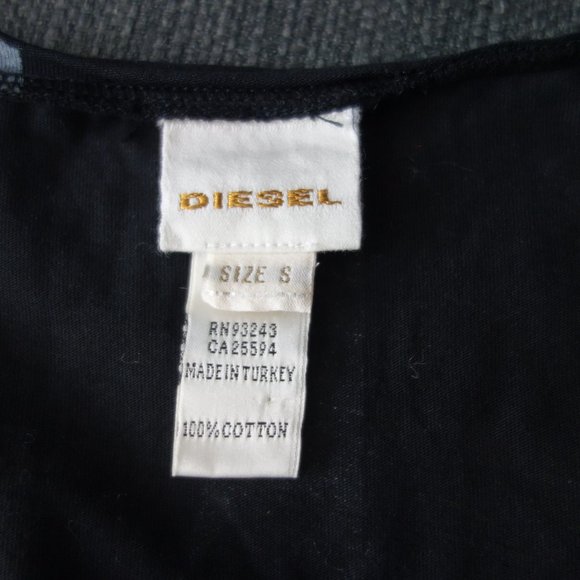 DIESEL
SIZE S
RN93243
CA25594
MADE IN TURKEY
100% COTTON